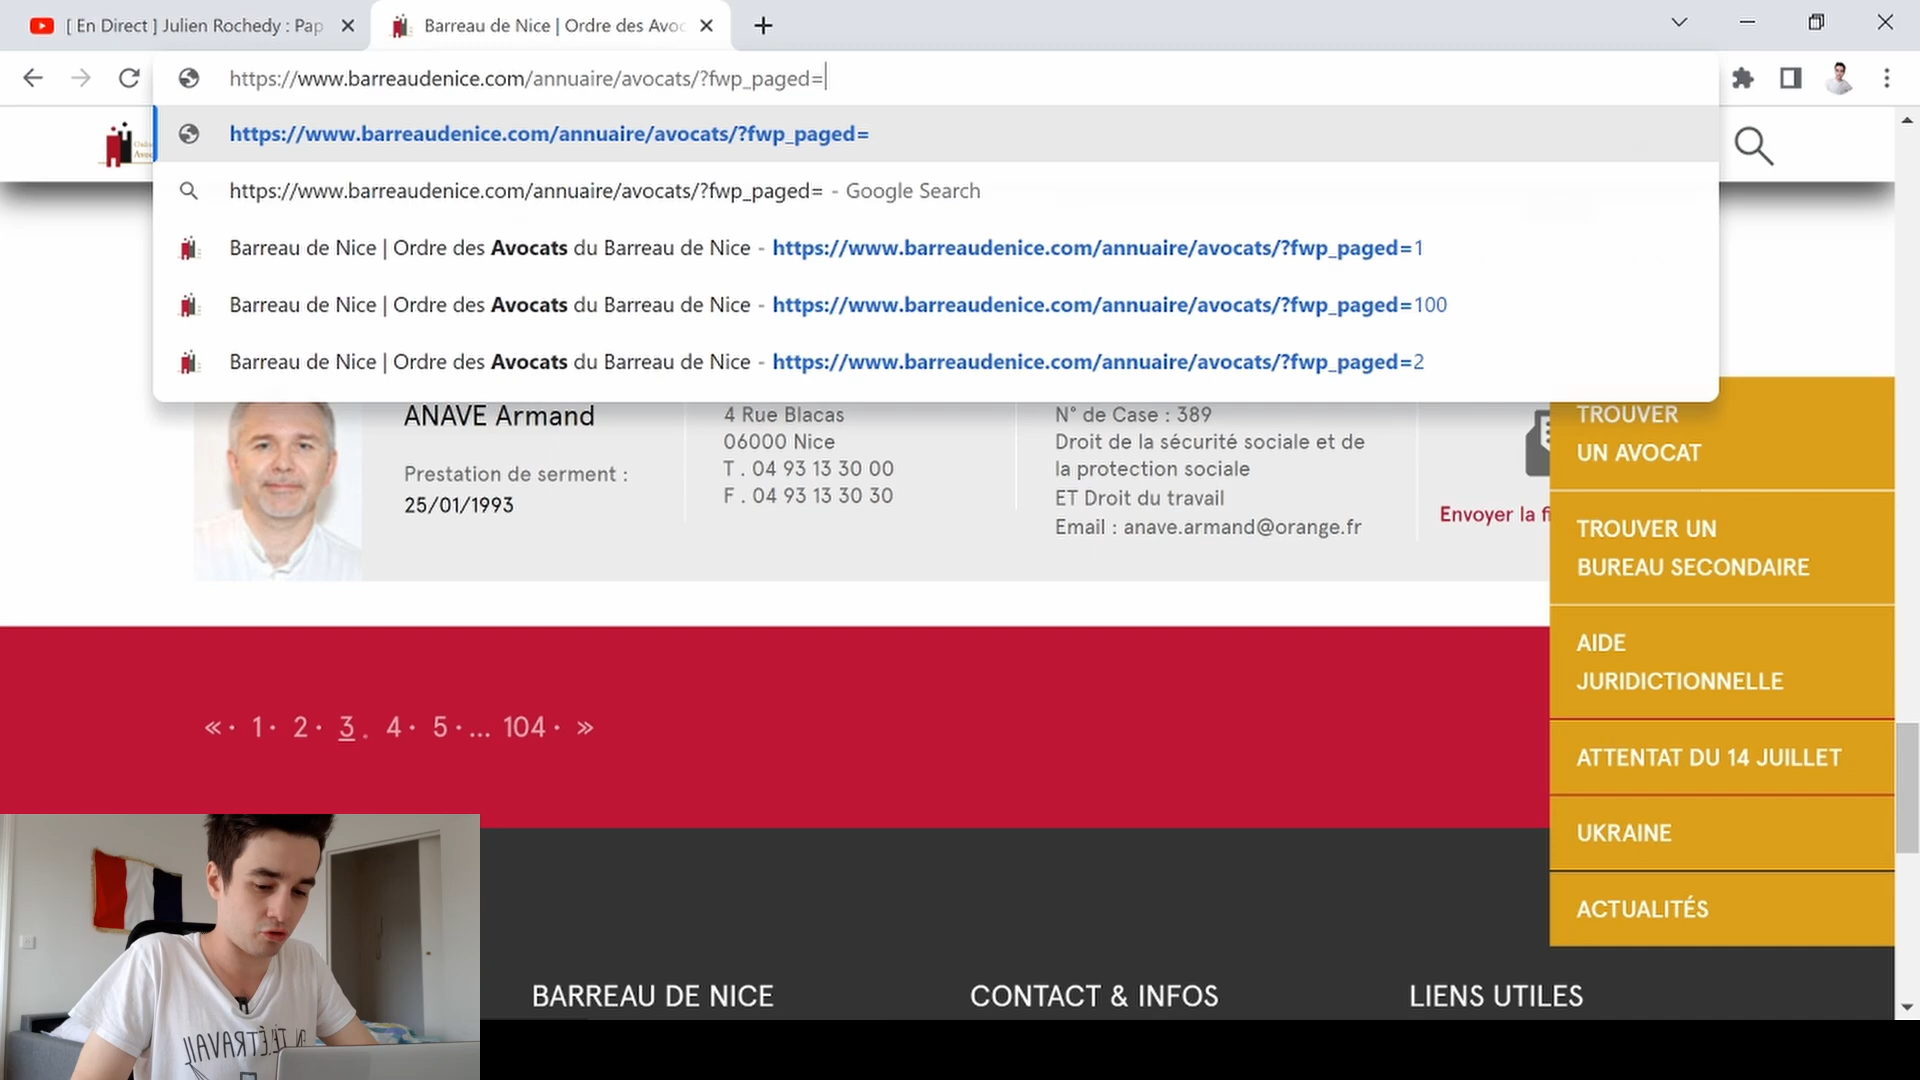 [ En Direct ] Julien Rochedy : Pap
Barreau de Nice | Ordre des Avoc
https://www.barreaudenice.com/annuaire/avocats/?fwp_paged=
https://www.barreaudenice.com/annuaire/avocats/?fwp_paged=
https://www.barreaudenice.com/annuaire/avocats/?fwp_paged= - Google Search
Barreau de Nice | Ordre des Avocats du Barreau de Nice - https://www.barreaudenice.com/annuaire/avocats/?fwp_paged=1
Barreau de Nice | Ordre des Avocats du Barreau de Nice - https://www.barreaudenice.com/annuaire/avocats/?fwp_paged=100
Barreau de Nice | Ordre des Avocats du Barreau de Nice - https://www.barreaudenice.com/annuaire/avocats/?fwp_paged=2
ANAVE Armand
Prestation de serment :
25/01/1993
4 Rue Blacas
06000 Nice
T . 04 93 13 30 00
F . 04 93 13 30 30
N° de Case : 389
Droit de la sécurité sociale et de
la protection sociale
ET Droit du travail
Email : anave.armand@orange.fr
Envoyer la fi
TROUVER
UN AVOCAT
TROUVER UN
BUREAU SECONDAIRE
AIDE
JURIDICTIONNELLE
ATTENTAT DU 14 JUILLET
UKRAINE
ACTUALITÉS
« · 1 · 2 · 3 . 4 · 5 · ... 104 · »
BARREAU DE NICE
CONTACT & INFOS
LIENS UTILES
EN TÉLÉTRAVAIL